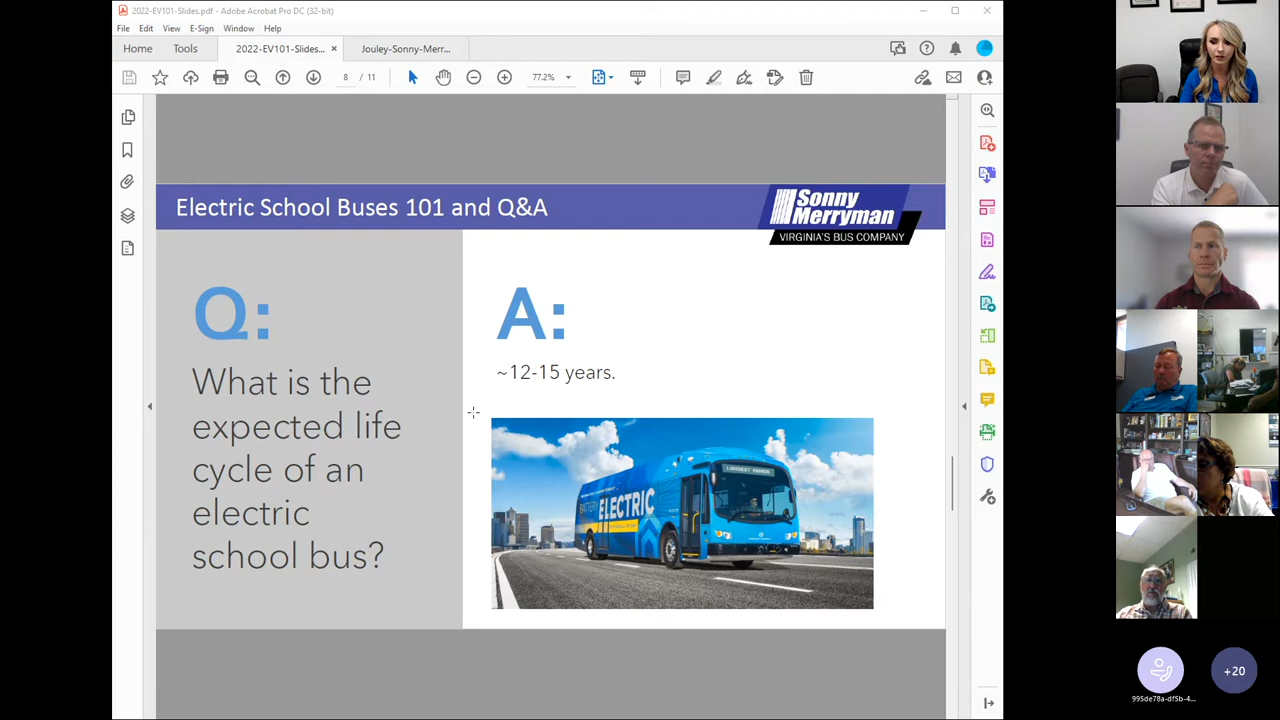 2022-EV101-Slides.pdf - Adobe Acrobat Pro DC (32-bit)
File Edit View E-Sign Window Help
Home Tools 2022-EV101-Slides... × Jouley-Sonny-Merr...
8 / 11 77.2%
Electric School Buses 101 and Q&A
Sonny
Merryman
VIRGINIA'S BUS COMPANY
Q:
What is the
expected life
cycle of an
electric
school bus?
A:
~12-15 years.
LONGEST RANGE
BATTERY ELECTRIC
995de78a-df5b-4...
+20